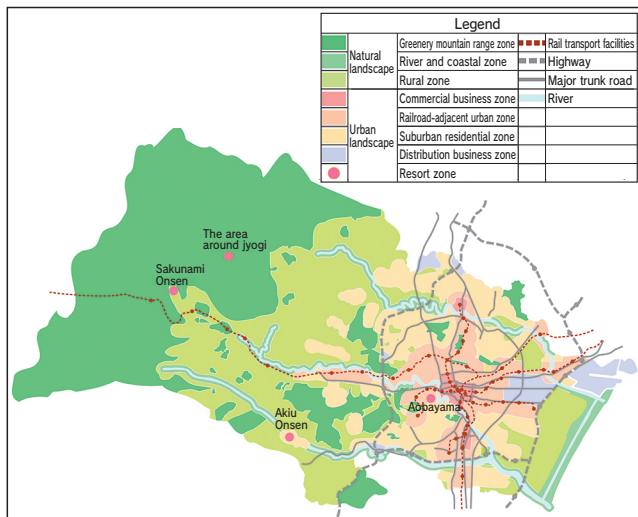 Legend
Natural
landscape
Greenery mountain range zone
River and coastal zone
Rural zone
Urban
landscape
Commercial business zone
Railroad-adjacent urban zone
Suburban residential zone
Distribution business zone
Resort zone
Rail transport facilities
Highway
Major trunk road
River
The area
around jyogi
Sakunami
Onsen
Akiu
Onsen
Aobayama